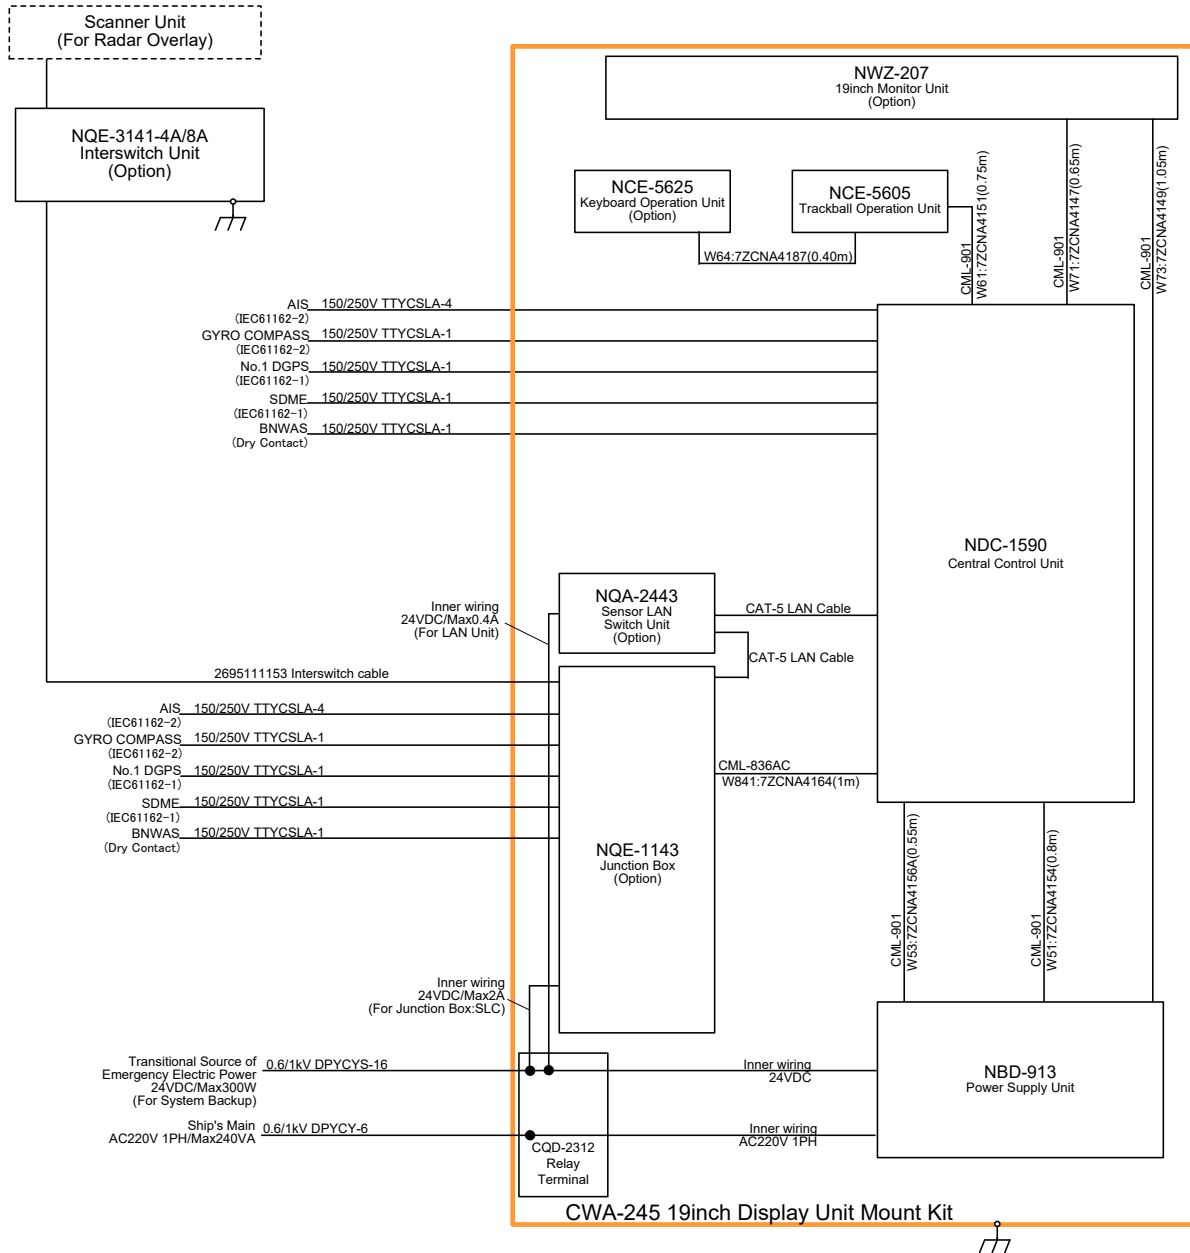 Scanner Unit
(For Radar Overlay)
NQE-3141-4A/8A
Interswitch Unit
(Option)
NWZ-207
19inch Monitor Unit
(Option)
NCE-5625
Keyboard Operation Unit
(Option)
NCE-5605
Trackball Operation Unit
W64:7ZCNA4187(0.40m)
CML-901
W61:7ZCNA4151(0.75m)
CML-901
W71:7ZCNA4147(0.65m)
CML-901
W73:7ZCNA4149(1.05m)
AIS 150/250V TTYCSLA-4
(IEC61162-2)
GYRO COMPASS 150/250V TTYCSLA-1
(IEC61162-2)
No.1 DGPS 150/250V TTYCSLA-1
(IEC61162-1)
SDME 150/250V TTYCSLA-1
(IEC61162-1)
BNWAS 150/250V TTYCSLA-1
(Dry Contact)
NDC-1590
Central Control Unit
NQA-2443
Sensor LAN
Switch Unit
(Option)
CAT-5 LAN Cable
CAT-5 LAN Cable
Inner wiring
24VDC/Max0.4A
(For LAN Unit)
2695111153 Interswitch cable
AIS 150/250V TTYCSLA-4
(IEC61162-2)
GYRO COMPASS 150/250V TTYCSLA-1
(IEC61162-2)
No.1 DGPS 150/250V TTYCSLA-1
(IEC61162-1)
SDME 150/250V TTYCSLA-1
(IEC61162-1)
BNWAS 150/250V TTYCSLA-1
(Dry Contact)
CML-836AC
W841:7ZCNA4164(1m)
NQE-1143
Junction Box
(Option)
CML-901
W53:7ZCNA4156A(0.55m)
CML-901
W51:7ZCNA4154(0.8m)
Inner wiring
24VDC/Max2A
(For Junction Box:SLC)
Transitional Source of
Emergency Electric Power
24VDC/Max300W
(For System Backup)
0.6/1kV DPYCYS-16
Inner wiring
24VDC
NBD-913
Power Supply Unit
Ship's Main
AC220V 1PH/Max240VA
0.6/1kV DPYCY-6
Inner wiring
AC220V 1PH
CQD-2312
Relay
Terminal
CWA-245 19inch Display Unit Mount Kit